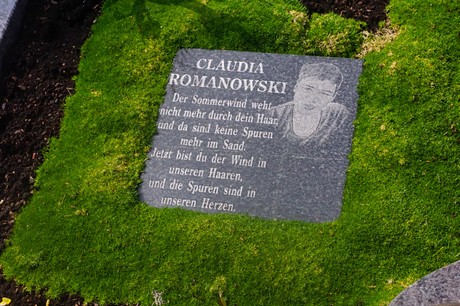 CLAUDIA
ROMANOWSKI
Der Sommerwind weht
nicht mehr durch dein Haar,
und da sind keine Spuren
mehr im Sand.
Jetzt bist du der Wind in
unseren Haaren,
und die Spuren sind in
unseren Herzen.